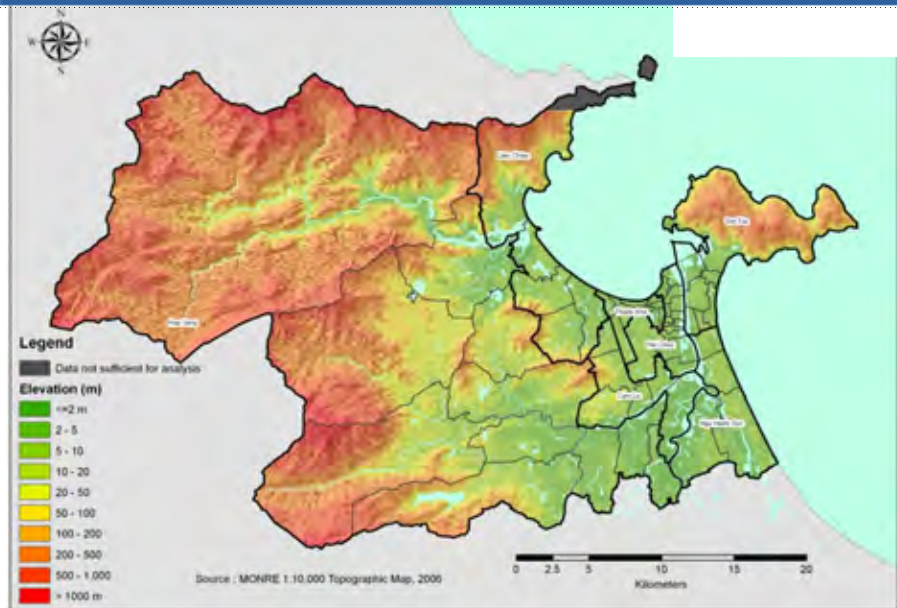 N
W E
S
Lien Chieu
Son Tra
Thanh Khe
Hai Chau
Hoa Vang
Cam Le
Ngu Hanh Son
Legend
Data not sufficient for analysis
Elevation (m)
<=2 m
2 - 5
5 - 10
10 - 20
20 - 50
50 - 100
100 - 200
200 - 500
500 - 1,000
> 1000 m
Source : MONRE 1:10,000 Topographic Map, 2006
0 2.5 5 10 15 20
Kilometers